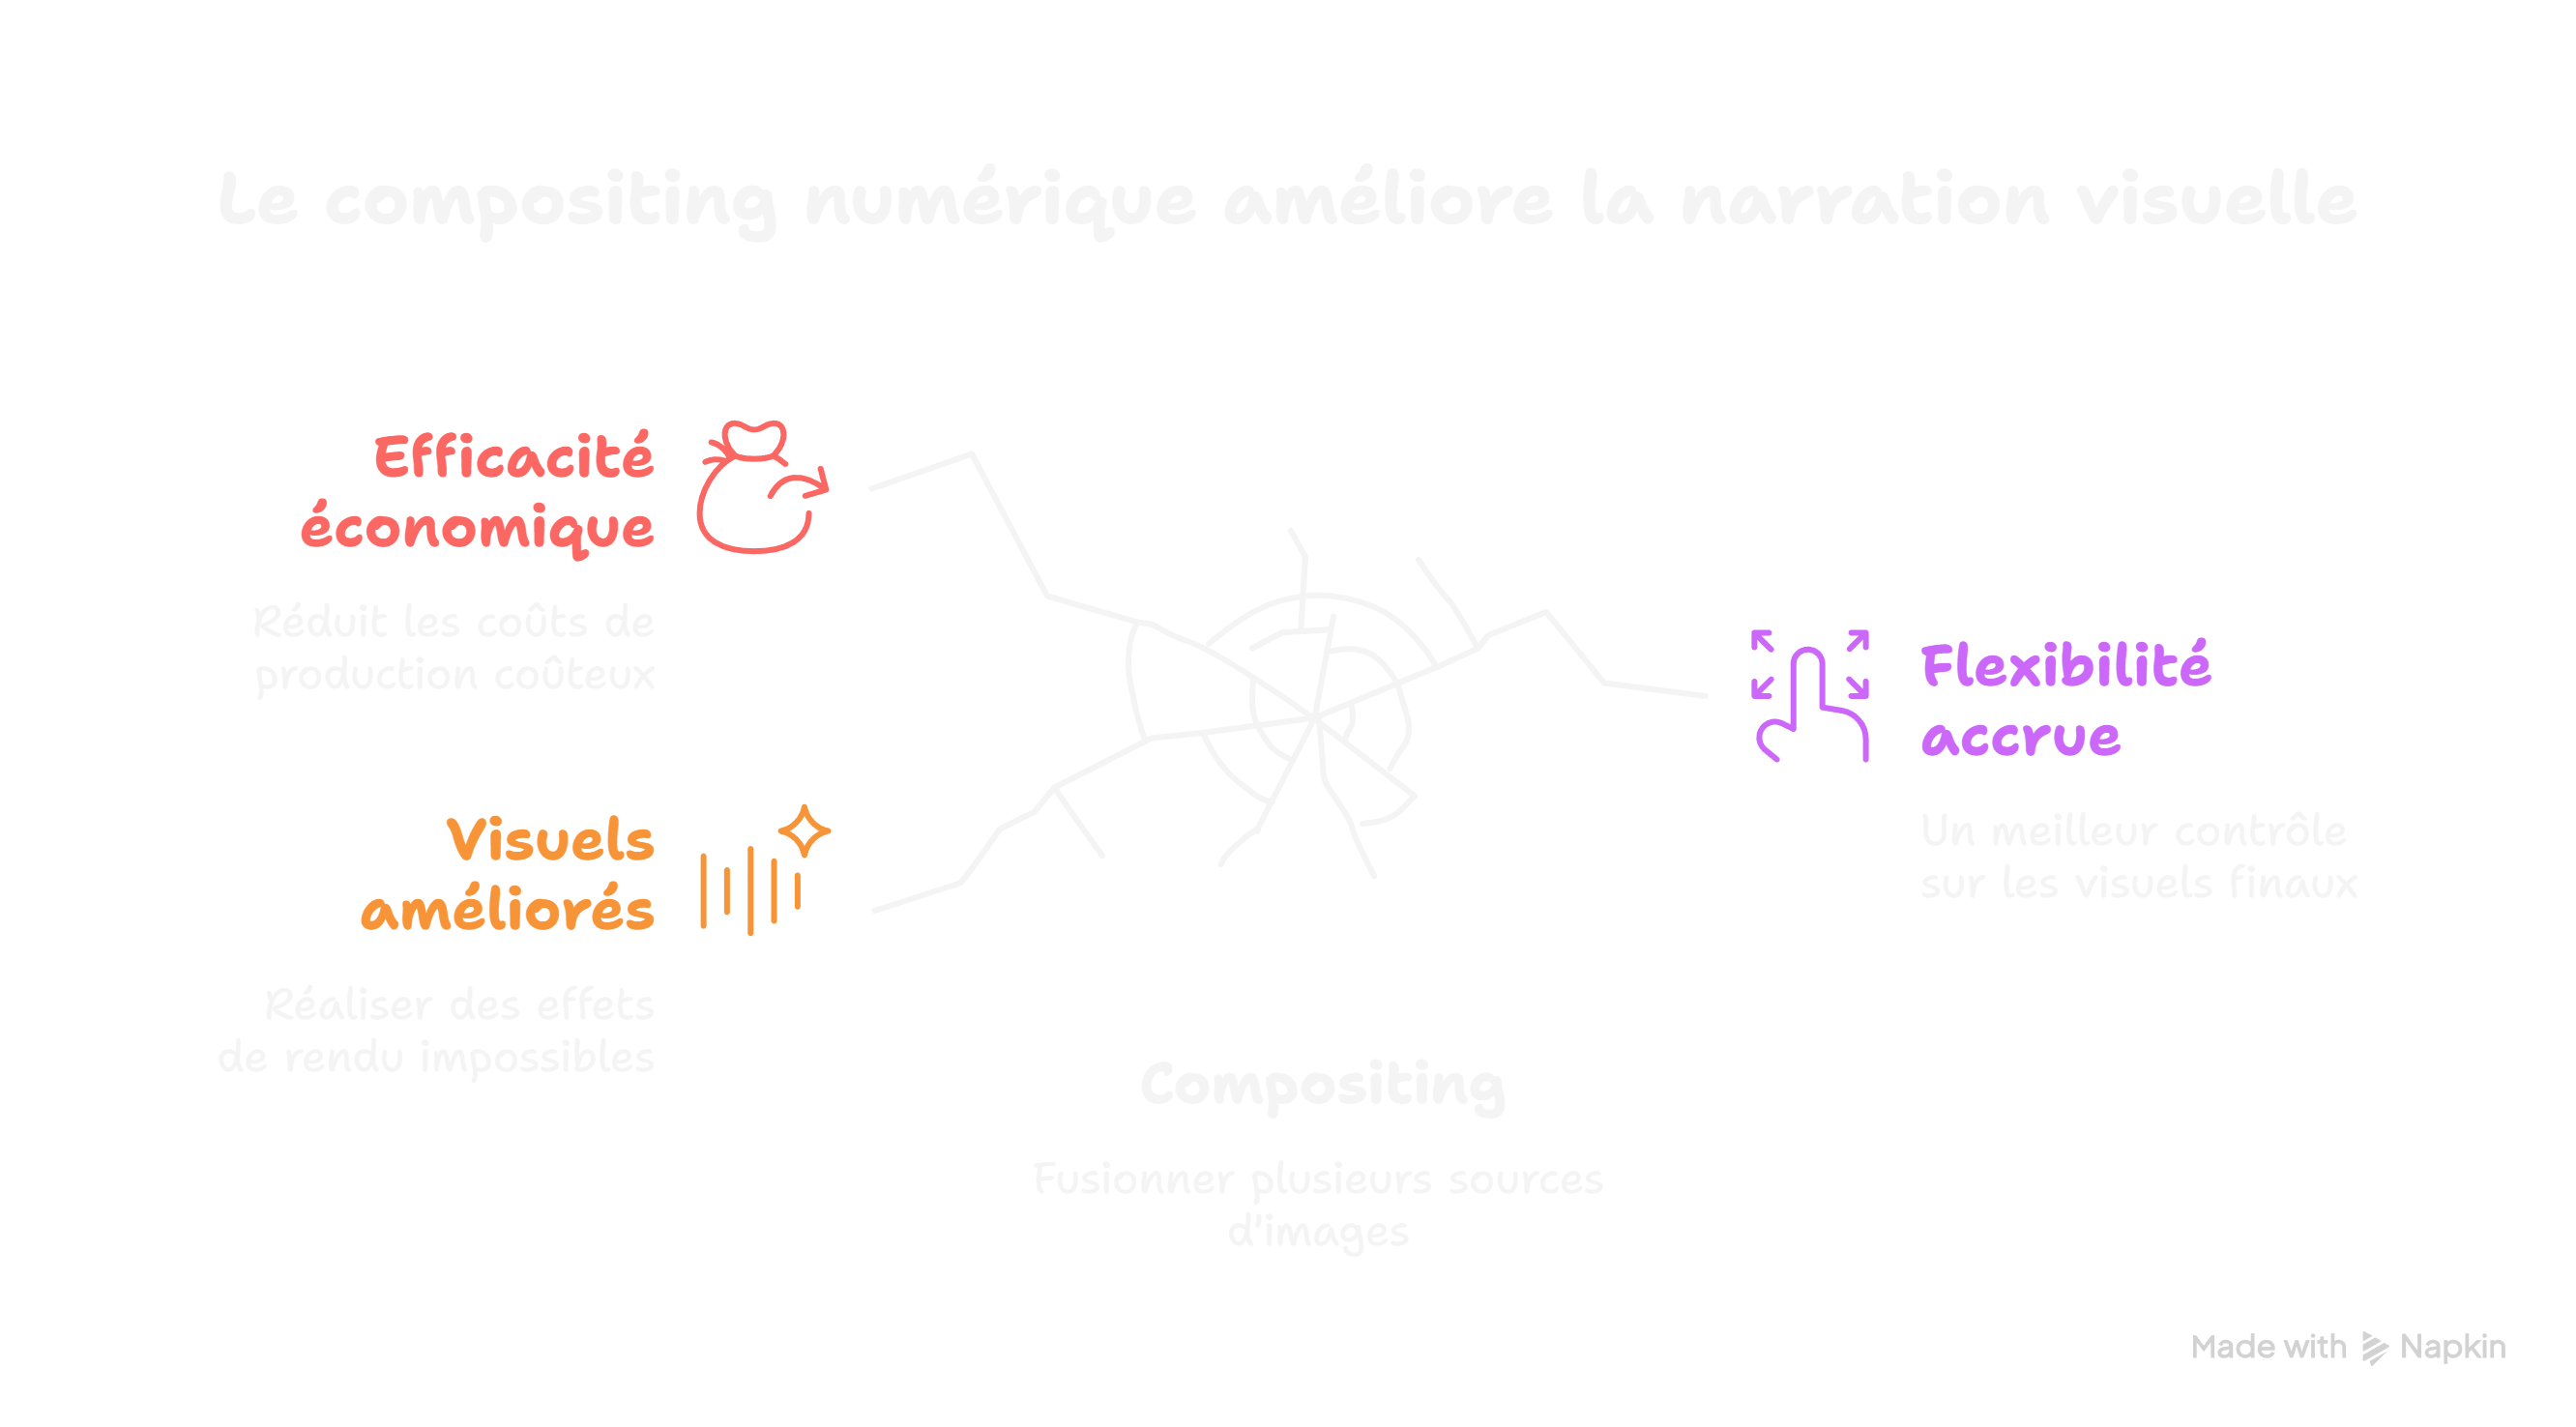 Le compositing numérique améliore la narration visuelle
Efficacité
économique
Réduit les coûts de
production coûteux
Visuels
améliorés
Réaliser des effets
de rendu impossibles
Flexibilité
accrue
Un meilleur contrôle
sur les visuels finaux
Compositing
Fusionner plusieurs sources
d'images
Made with Napkin